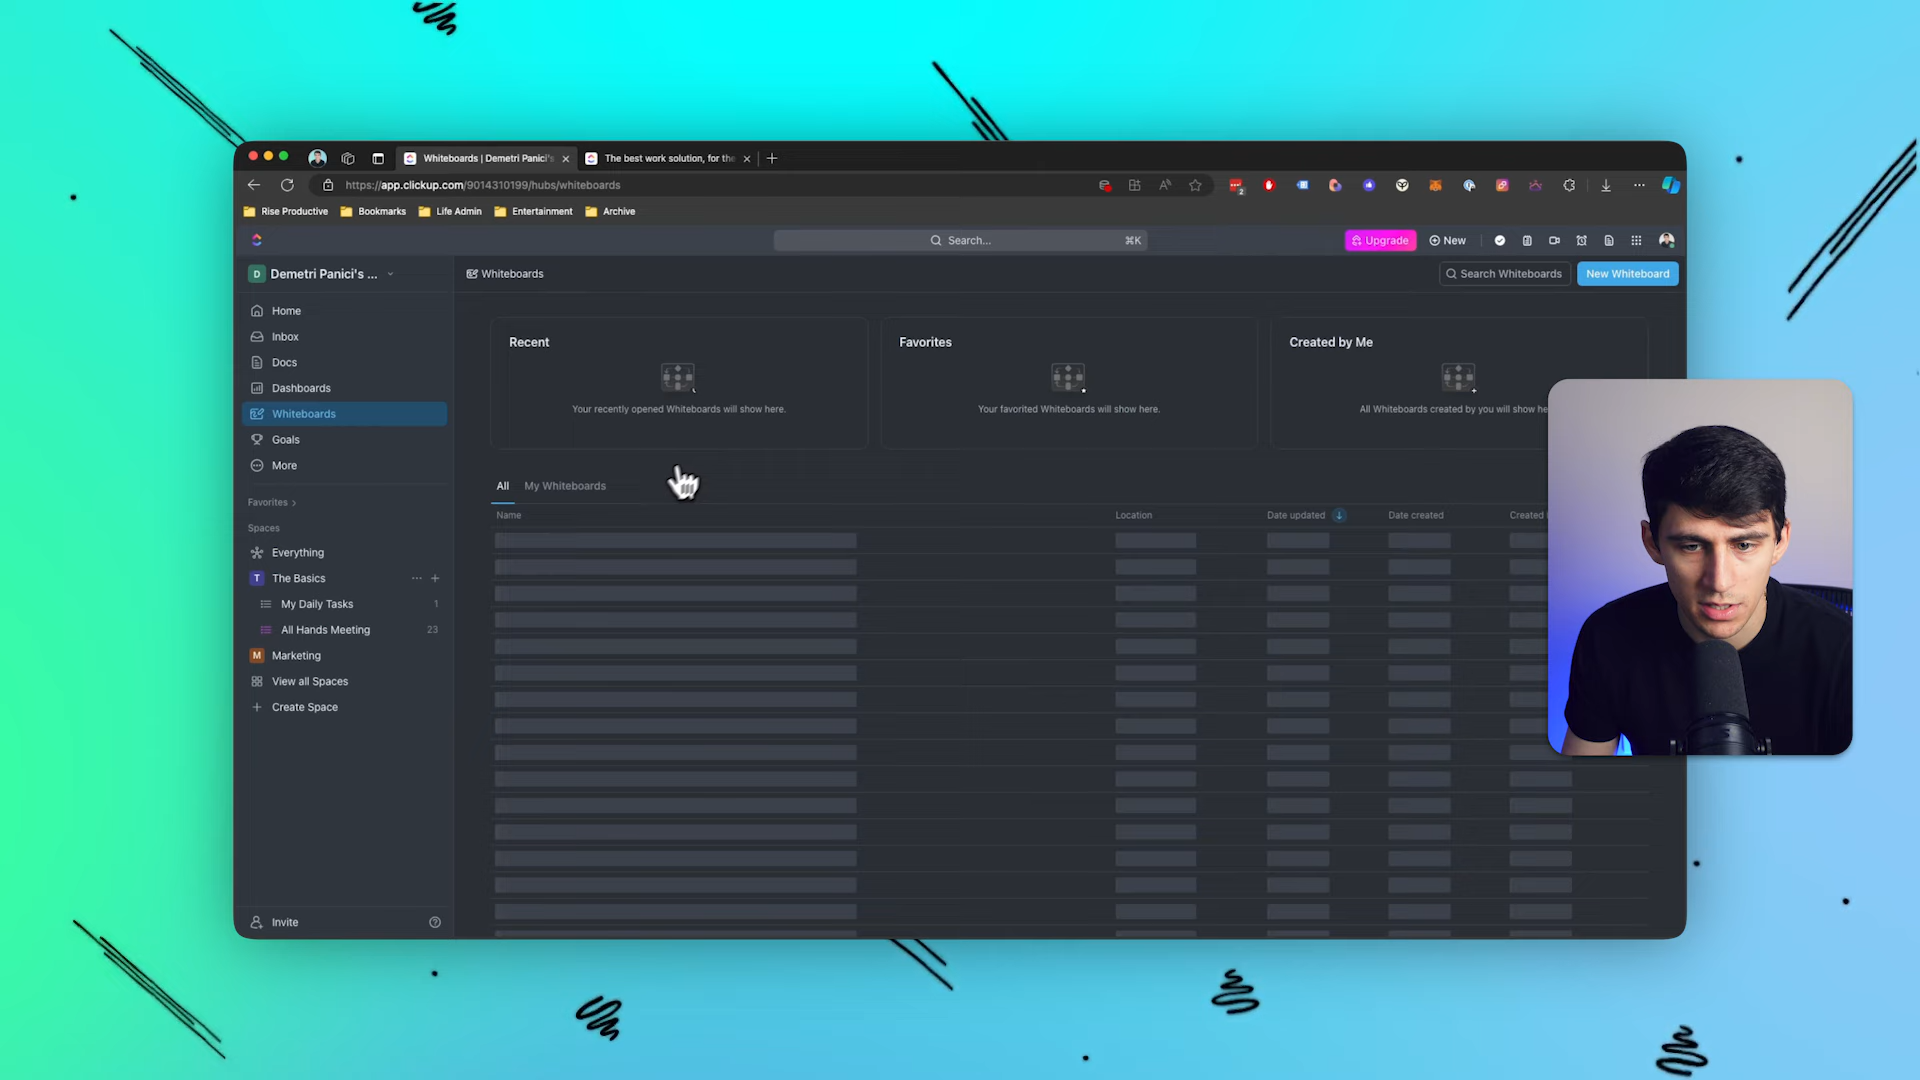 Whiteboards | Demetri Panici's
The best work solution, for the
https://app.clickup.com/9014310199/hubs/whiteboards
2
Rise Productive
Bookmarks
Life Admin
Entertainment
Archive
Search...
⌘K
Upgrade
New
D
Demetri Panici's ...
Whiteboards
Search Whiteboards
New Whiteboard
Home
Inbox
Docs
Dashboards
Whiteboards
Goals
More
Favorites
Spaces
Everything
T
The Basics
My Daily Tasks
1
All Hands Meeting
23
M
Marketing
View all Spaces
Create Space
Invite
Recent
Your recently opened Whiteboards will show here.
Favorites
Your favorited Whiteboards will show here.
Created by Me
All Whiteboards created by you will show
All
My Whiteboards
Name
Location
Date updated
Date created
Created